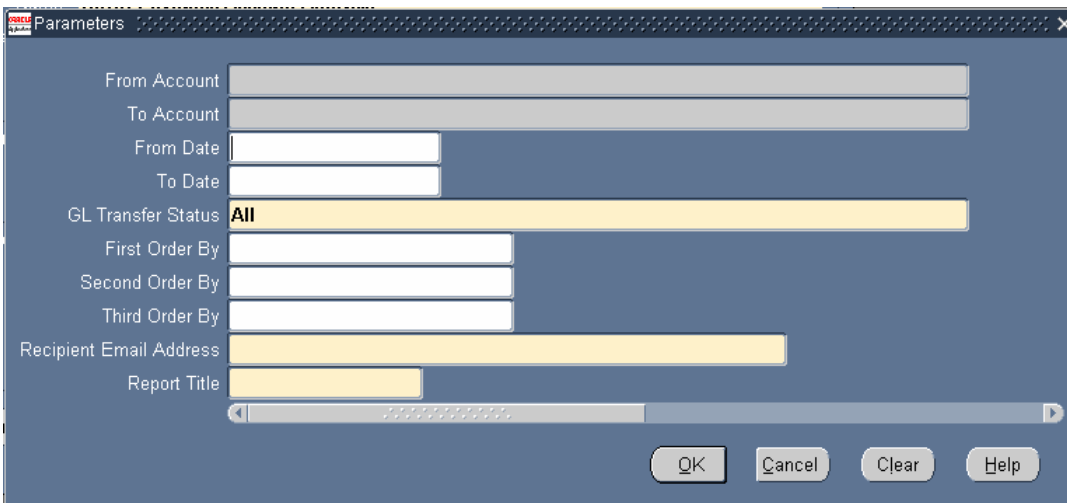 ORACLE
Parameters
From Account
To Account
From Date
To Date
GL Transfer Status All
First Order By
Second Order By
Third Order By
Recipient Email Address
Report Title
OK Cancel Clear Help